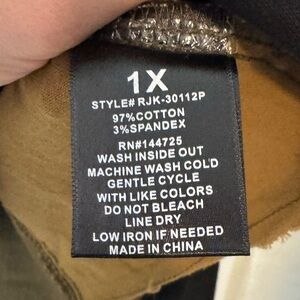 1X
STYLE# RJK-30112P
97%COTTON
3%SPANDEX
RN#144725
WASH INSIDE OUT
MACHINE WASH COLD
GENTLE CYCLE
WITH LIKE COLORS
DO NOT BLEACH
LINE DRY
LOW IRON IF NEEDED
MADE IN CHINA